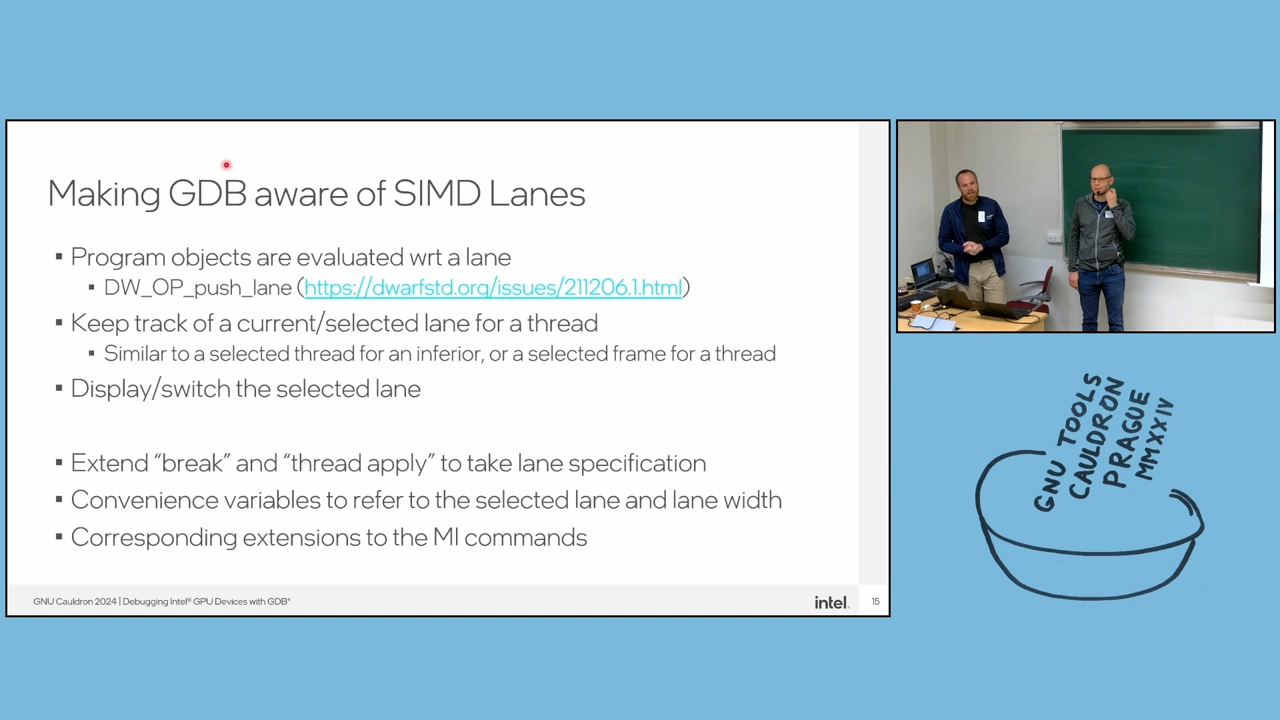 Making GDB aware of SIMD Lanes
▪ Program objects are evaluated wrt a lane
▪ DW_OP_push_lane (https://dwarfstd.org/issues/211206.1.html)
▪ Keep track of a current/selected lane for a thread
▪ Similar to a selected thread for an inferior, or a selected frame for a thread
▪ Display/switch the selected lane
▪ Extend “break” and “thread apply” to take lane specification
▪ Convenience variables to refer to the selected lane and lane width
▪ Corresponding extensions to the MI commands
GNU Cauldron 2024 | Debugging Intel® GPU Devices with GDB*
intel.
15
GNU TOOLS
CAULDRON
PRAGUE
MMXXIV